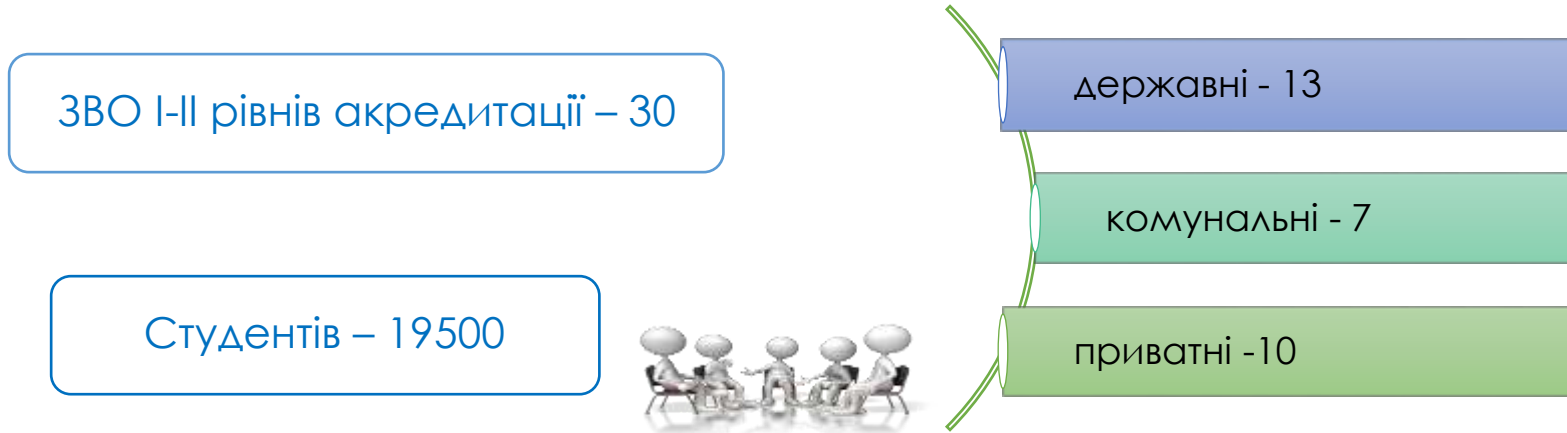 ЗВО І-ІІ рівнів акредитації – 30
Студентів – 19500
державні - 13
комунальні - 7
приватні -10